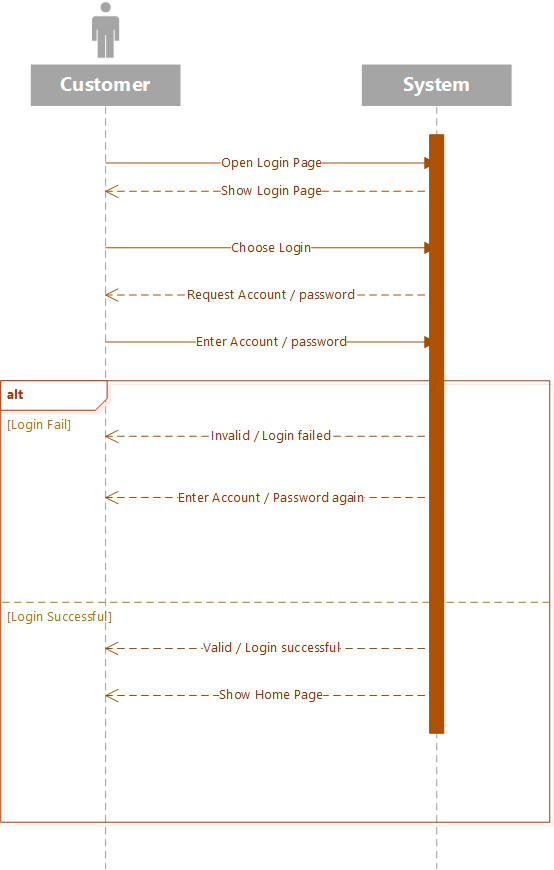 Customer
System
Open Login Page
Show Login Page
Choose Login
Request Account / password
Enter Account / password
alt
[Login Fail]
Invalid / Login failed
Enter Account / Password again
[Login Successful]
Valid / Login successful
Show Home Page